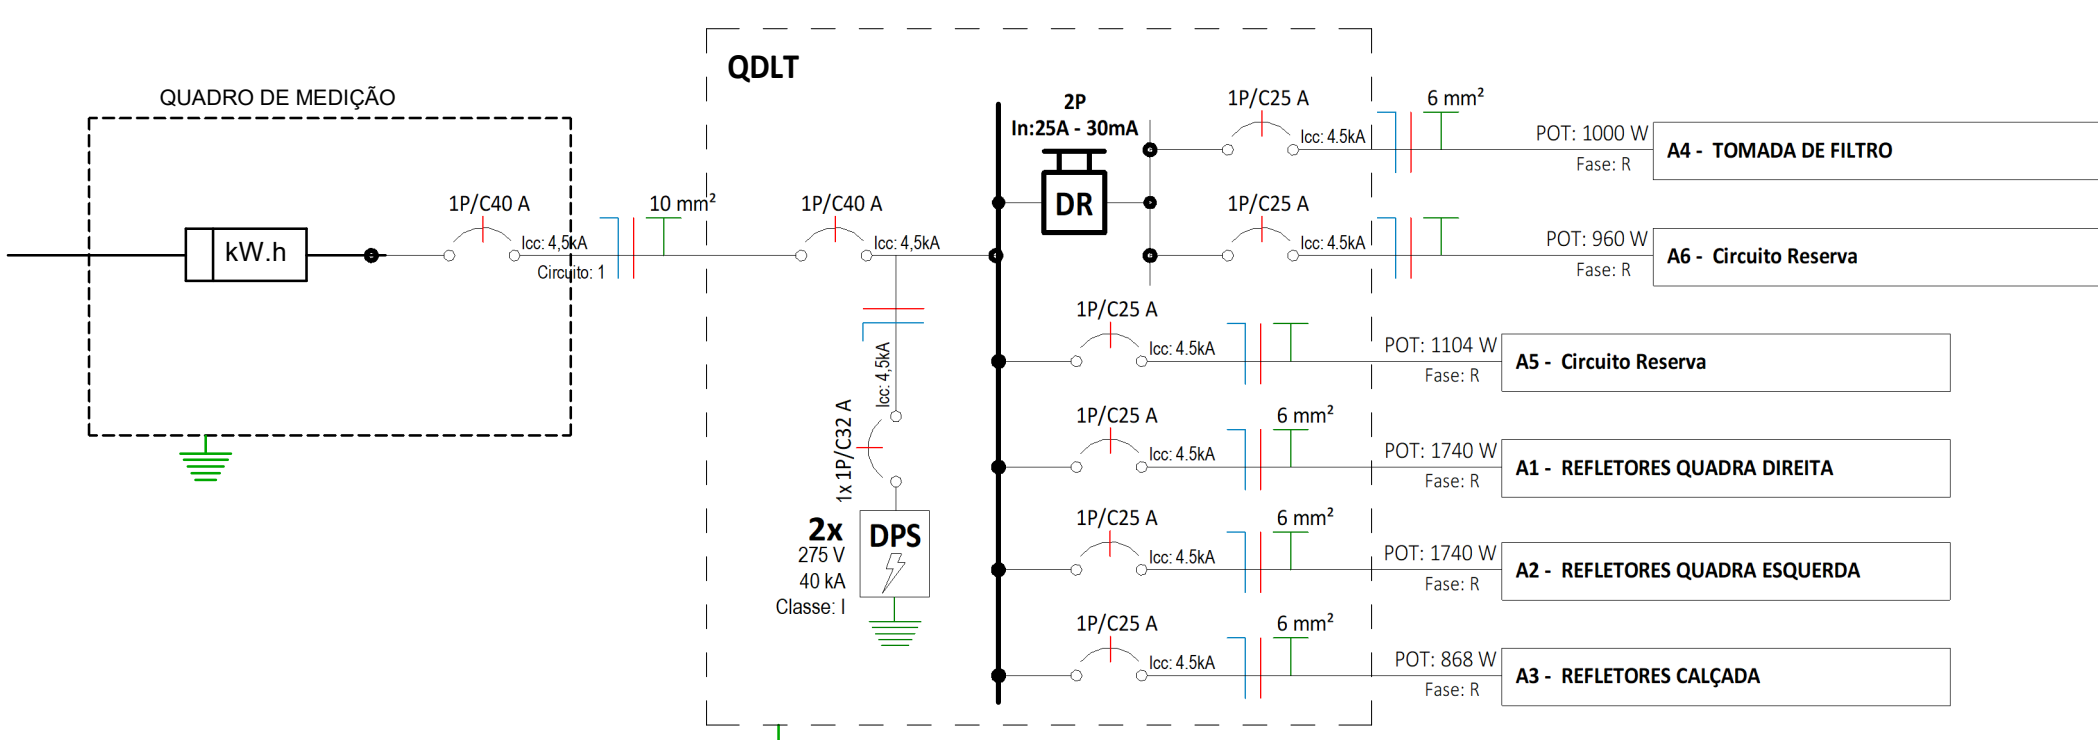 QUADRO DE MEDIÇÃO
kW.h
1P/C40 A
Icc: 4,5kA
Circuito: 1
10 mm²
QDLT
1P/C40 A
Icc: 4,5kA
Icc: 4,5kA
1x 1P/C32 A
2x
275 V
40 kA
Classe: I
DPS
2P
In:25A - 30mA
DR
1P/C25 A
Icc: 4.5kA
6 mm²
POT: 1000 W
Fase: R
A4 - TOMADA DE FILTRO
1P/C25 A
Icc: 4.5kA
POT: 960 W
Fase: R
A6 - Circuito Reserva
1P/C25 A
Icc: 4.5kA
POT: 1104 W
Fase: R
A5 - Circuito Reserva
1P/C25 A
Icc: 4.5kA
6 mm²
POT: 1740 W
Fase: R
A1 - REFLETORES QUADRA DIREITA
1P/C25 A
Icc: 4.5kA
6 mm²
POT: 1740 W
Fase: R
A2 - REFLETORES QUADRA ESQUERDA
1P/C25 A
Icc: 4.5kA
6 mm²
POT: 868 W
Fase: R
A3 - REFLETORES CALÇADA